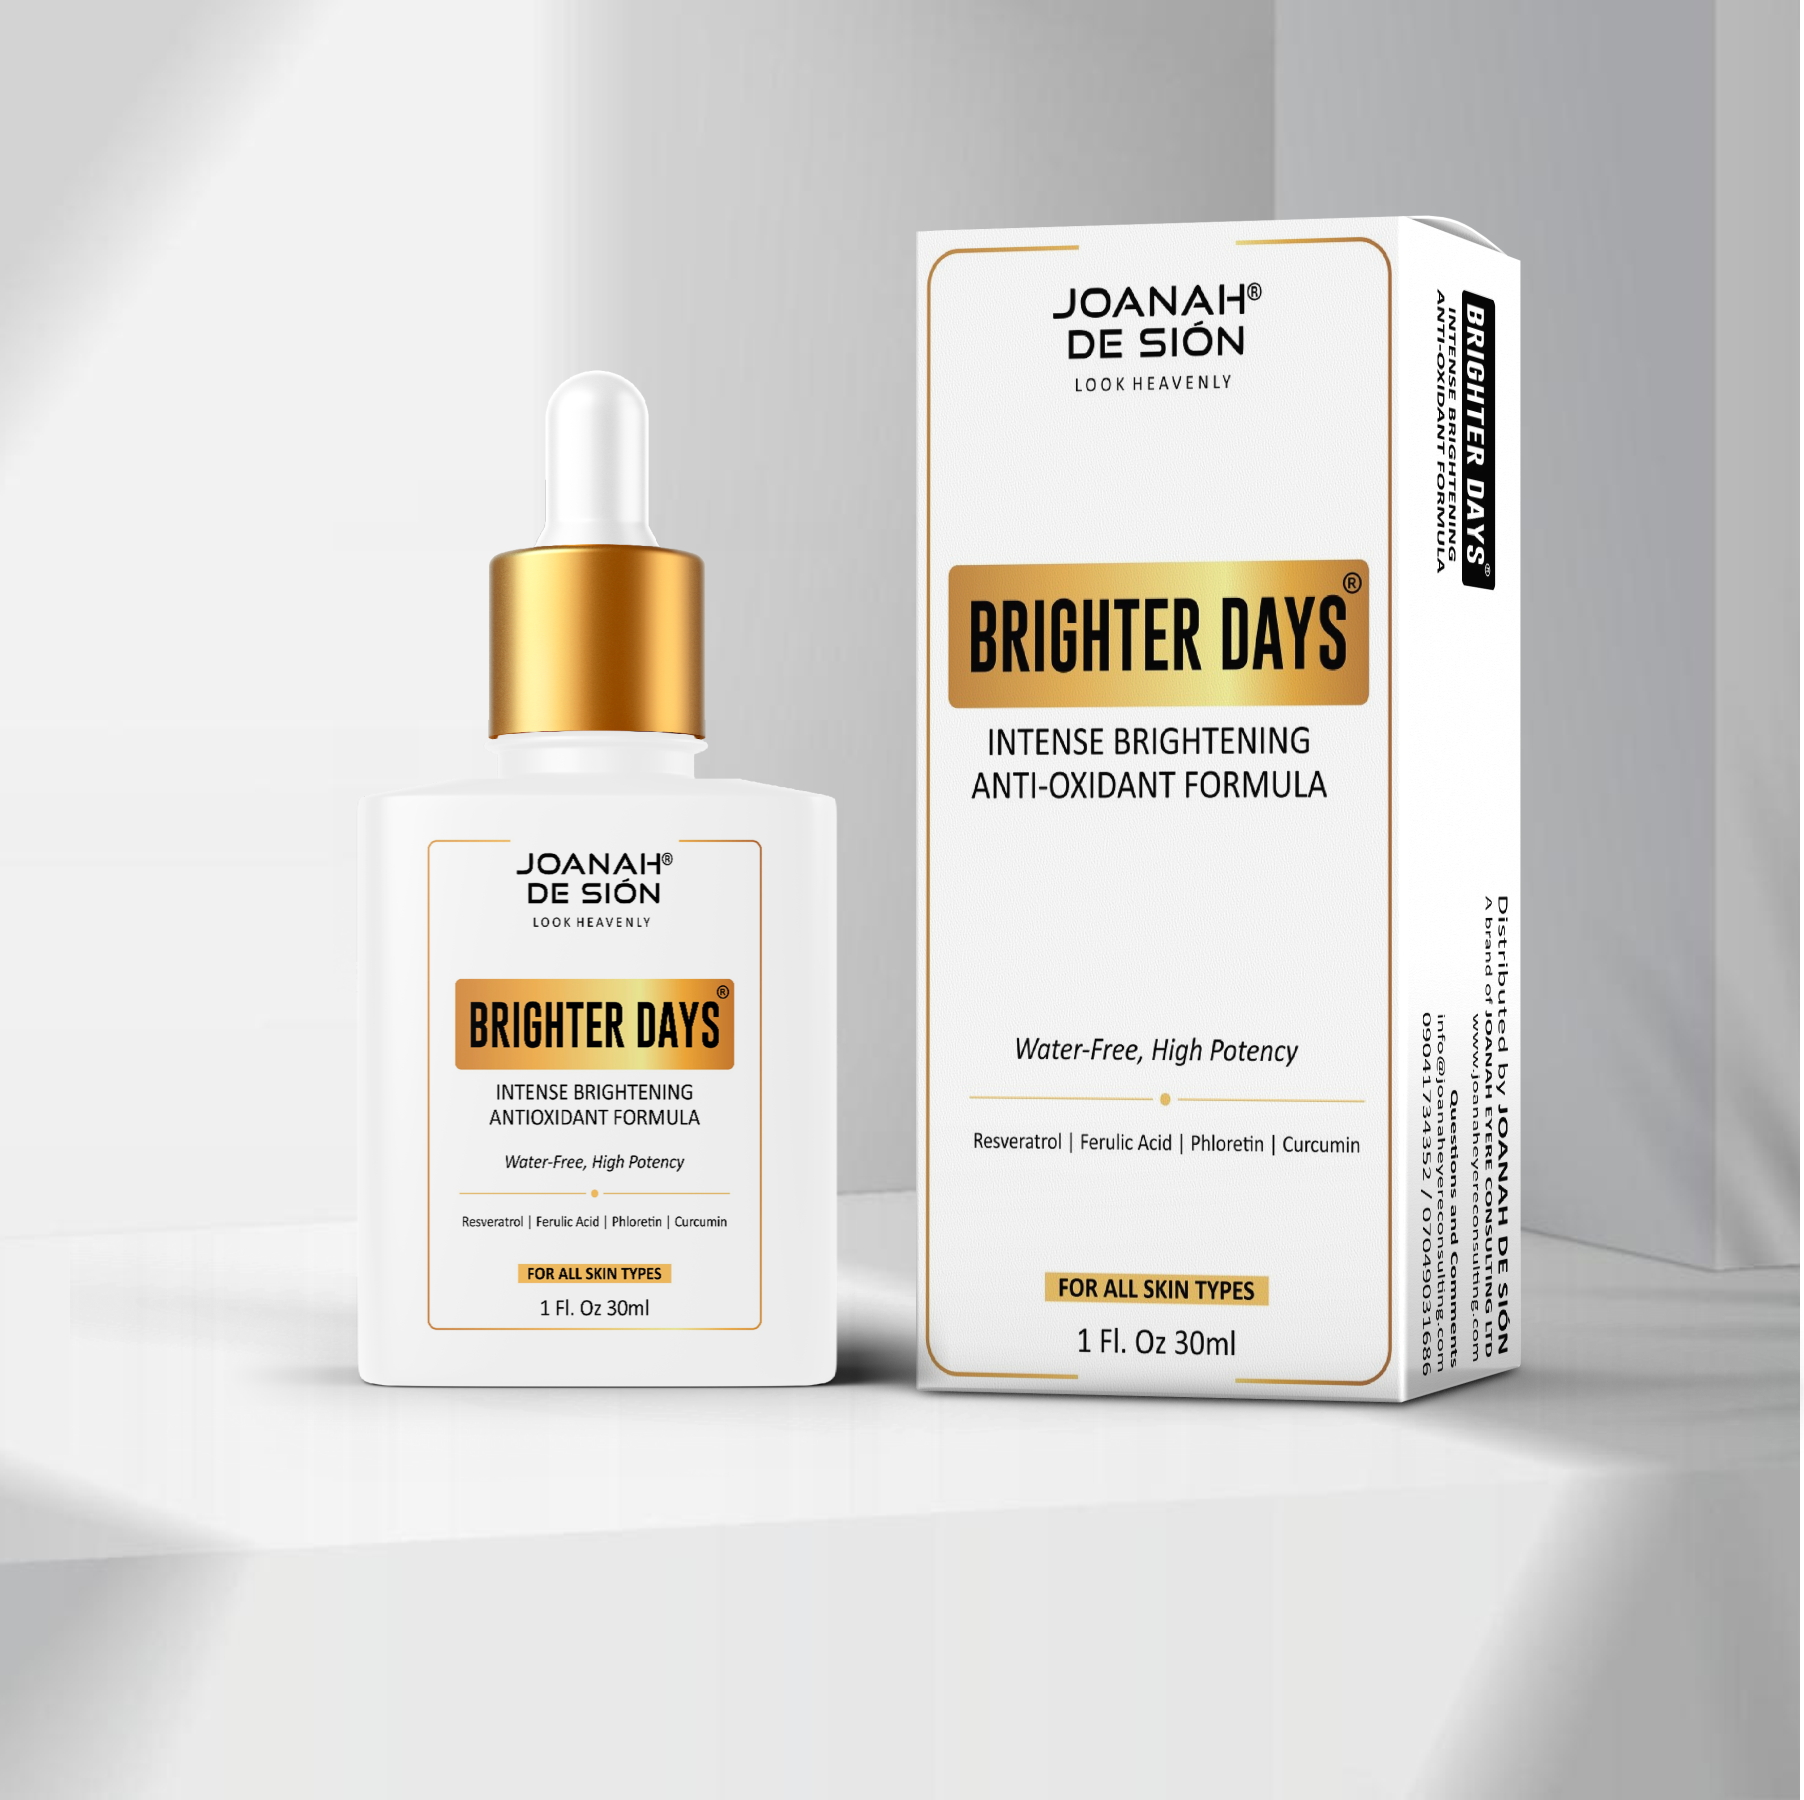 JOANAH®
DE SIÓN
LOOK HEAVENLY
BRIGHTER DAYS®
INTENSE BRIGHTENING
ANTIOXIDANT FORMULA
Water-Free, High Potency
Resveratrol | Ferulic Acid | Phloretin | Curcumin
FOR ALL SKIN TYPES
1 Fl. Oz 30ml
JOANAH®
DE SIÓN
LOOK HEAVENLY
BRIGHTER DAYS®
INTENSE BRIGHTENING
ANTI-OXIDANT FORMULA
Water-Free, High Potency
Resveratrol | Ferulic Acid | Phloretin | Curcumin
FOR ALL SKIN TYPES
1 Fl. Oz 30ml
BRIGHTER DAYS®
INTENSE BRIGHTENING
ANTI-OXIDANT FORMULA
Distributed by JOANAH DE SIÓN
A brand of JOANAH EYERE CONSULTING LTD
www.joanaheyereconsulting.com
Questions and Comments
info@joanaheyereconsulting.com
09041734352 / 07049031686